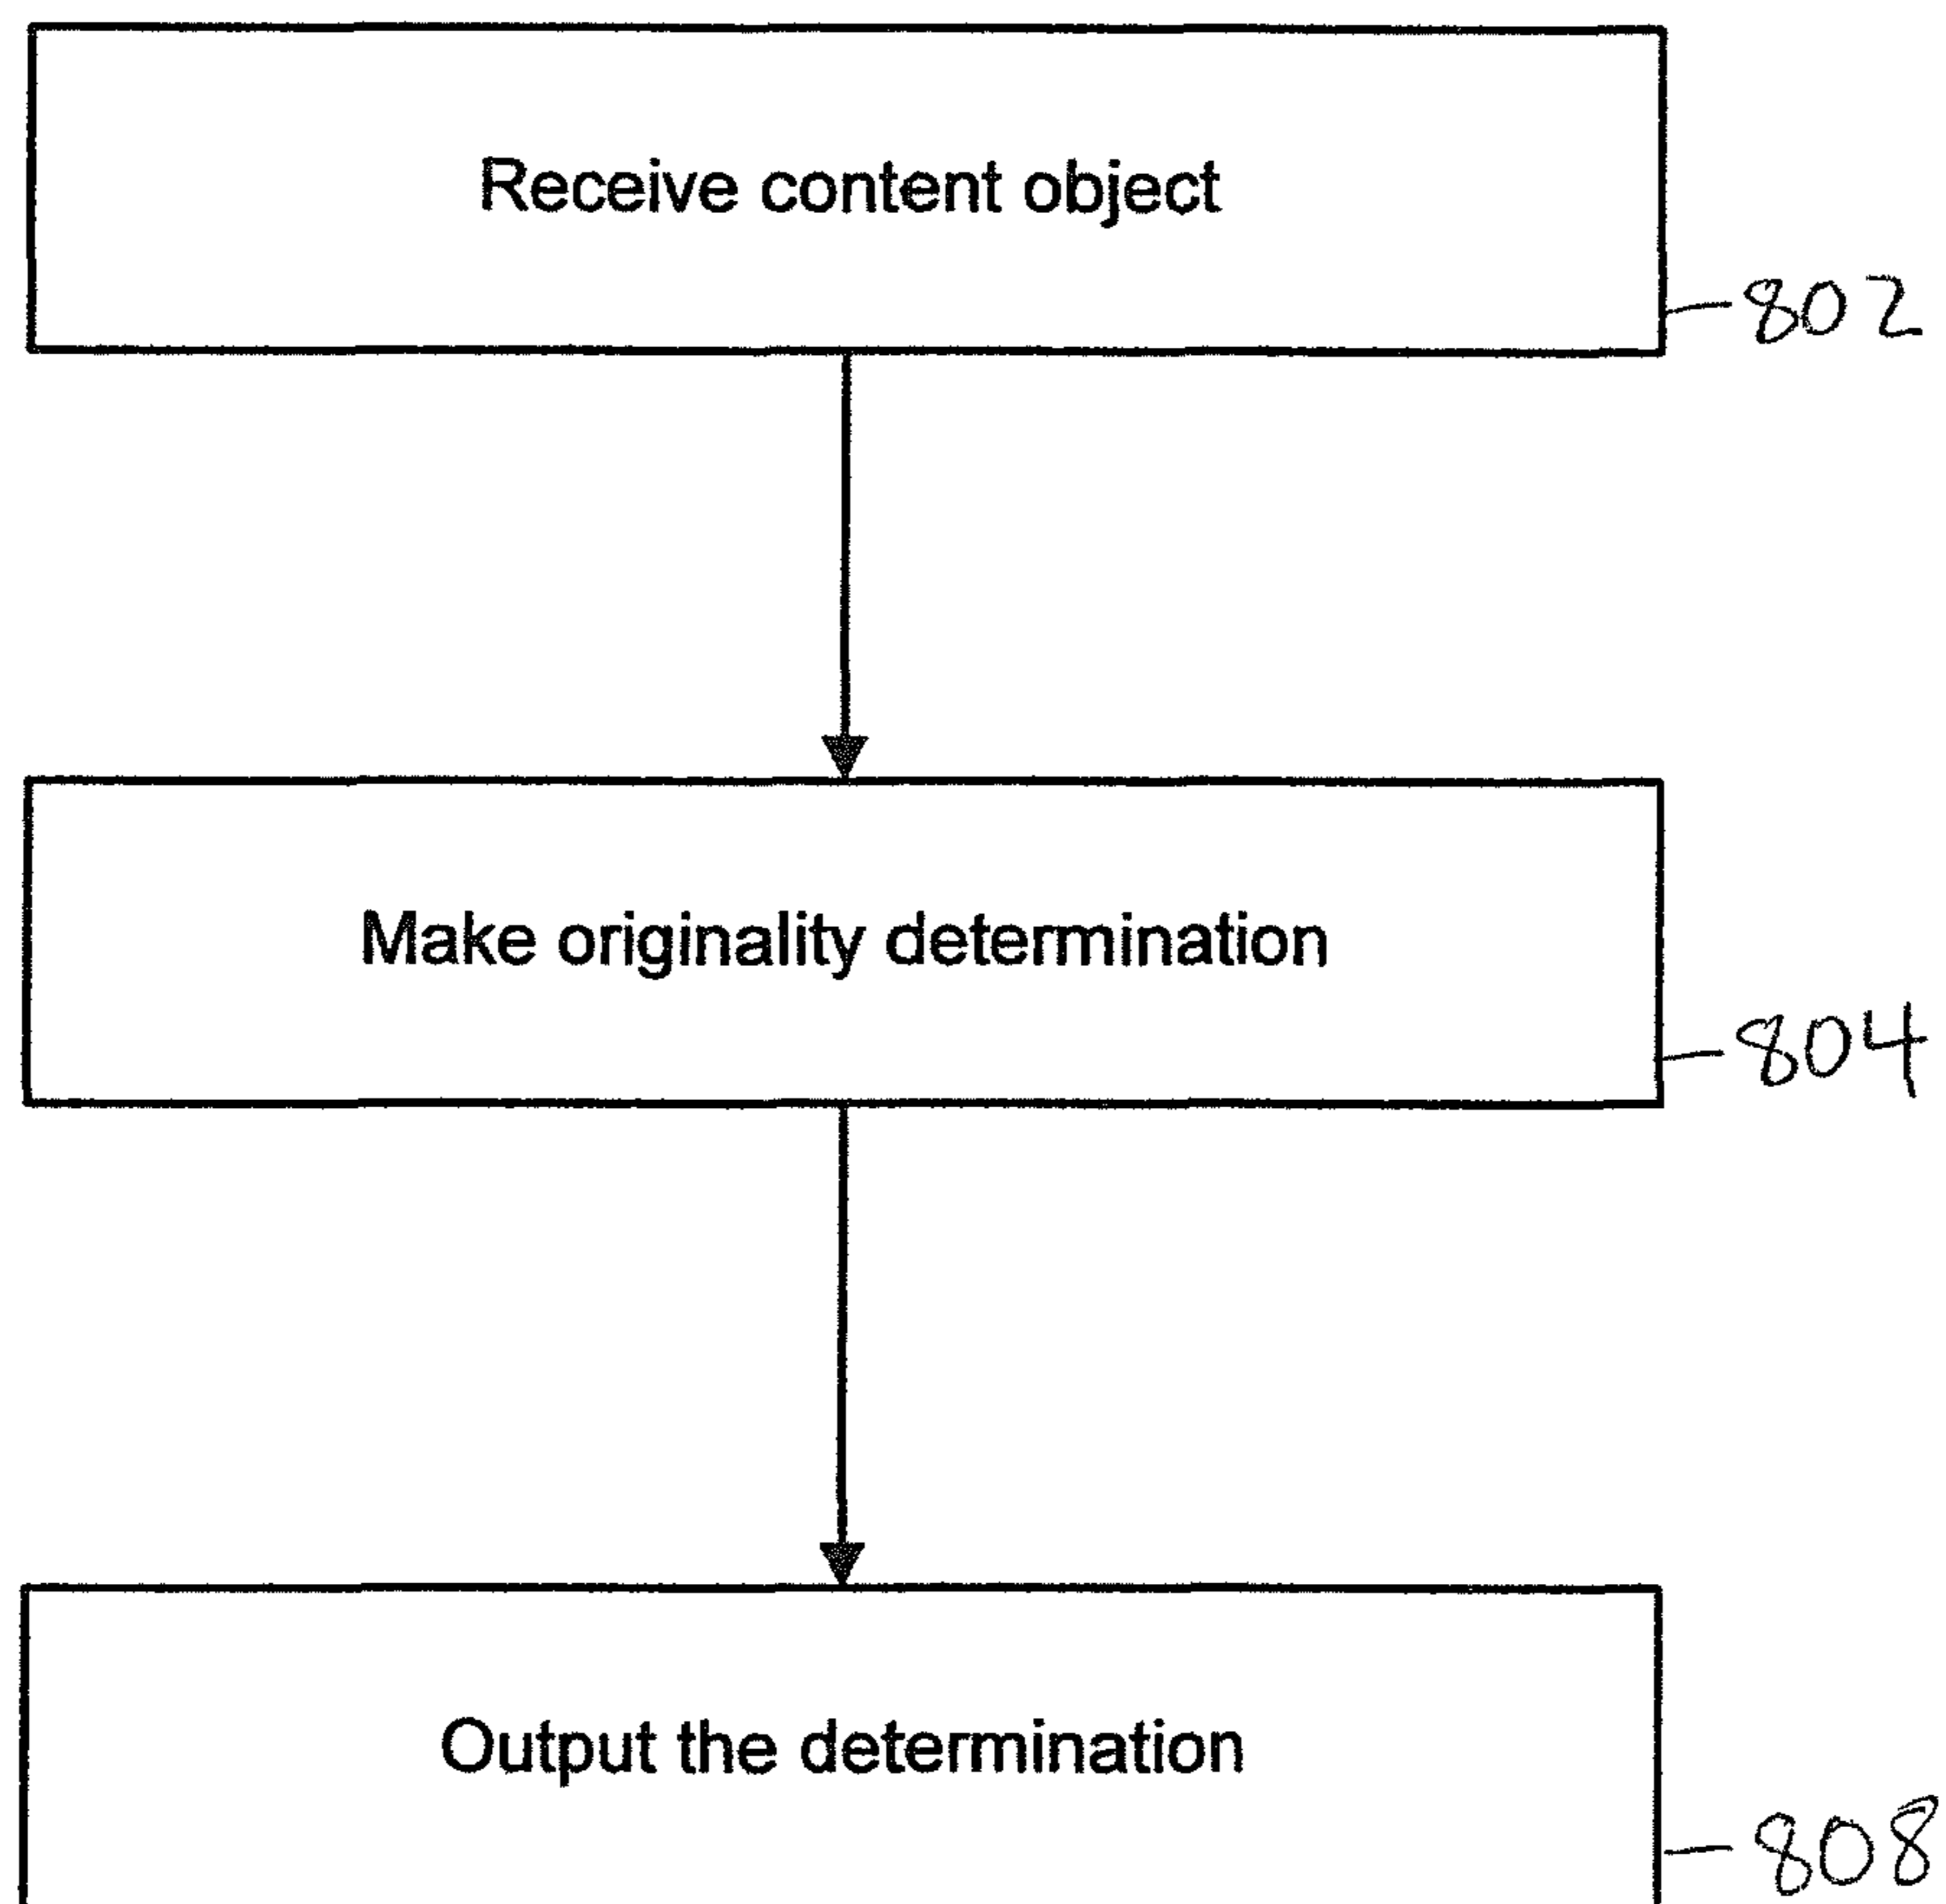 Receive content object
802
Make originality determination
804
Output the determination
808